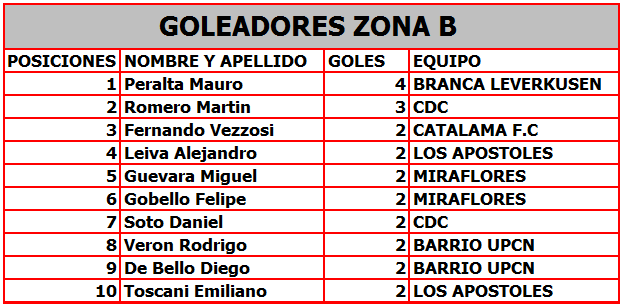 GOLEADORES ZONA B
POSICIONES NOMBRE Y APELLIDO GOLES EQUIPO
1 Peralta Mauro 4 BRANCA LEVERKUSEN
2 Romero Martin 3 CDC
3 Fernando Vezzosi 2 CATALAMA F.C
4 Leiva Alejandro 2 LOS APOSTOLES
5 Guevara Miguel 2 MIRAFLORES
6 Gobello Felipe 2 MIRAFLORES
7 Soto Daniel 2 CDC
8 Veron Rodrigo 2 BARRIO UPCN
9 De Bello Diego 2 BARRIO UPCN
10 Toscani Emiliano 2 LOS APOSTOLES